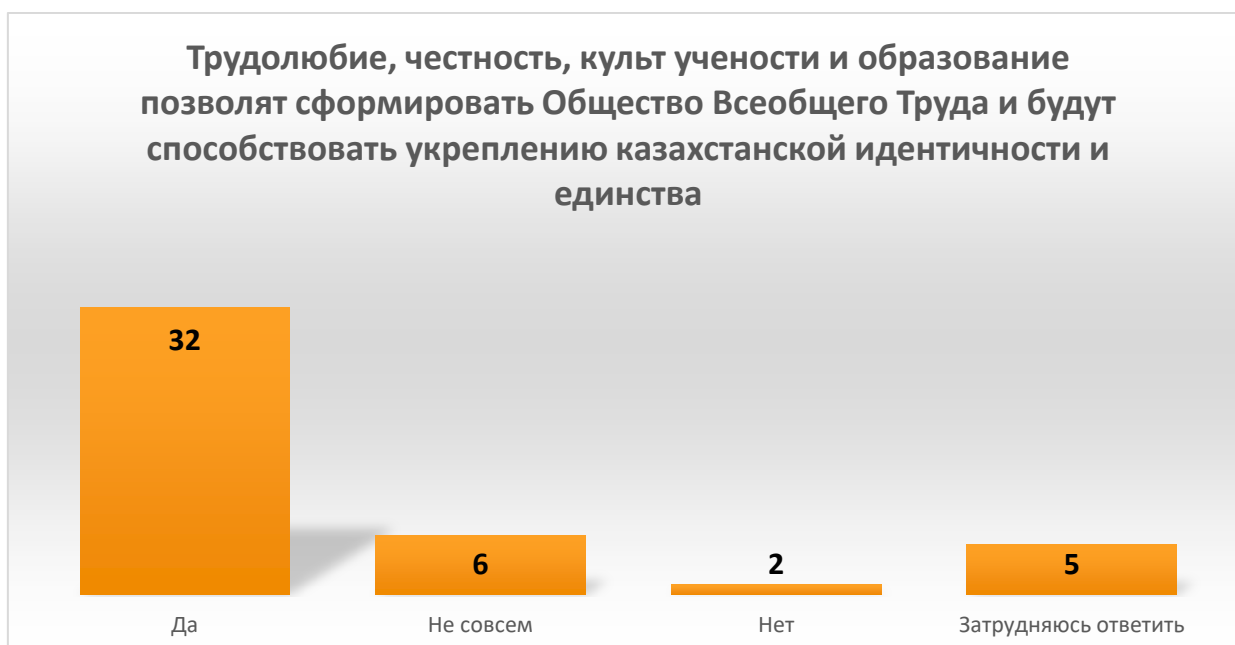 Трудолюбие, честность, культ учености и образование
позволят сформировать Общество Всеобщего Труда и будут
способствовать укреплению казахстанской идентичности и
единства
32
6
2
5
Да
Не совсем
Нет
Затрудняюсь ответить